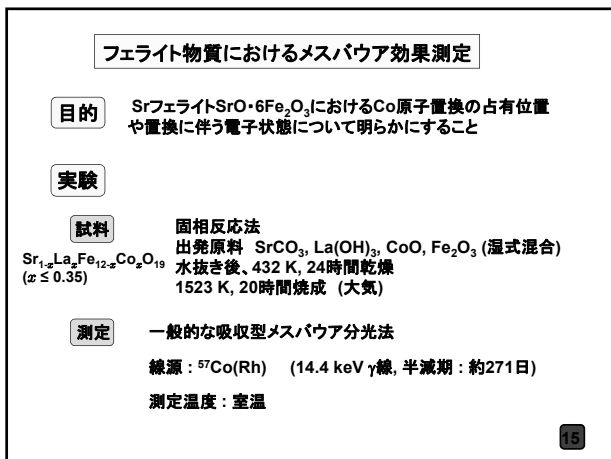 フェライト物質におけるメスバウア効果測定
目的
SrフェライトSrO・6Fe₂O₃におけるCo原子置換の占有位置
や置換に伴う電子状態について明らかにすること
実験
試料
Sr₁₋ₓLaₓFe₁₂₋ₓCoₓO₁₉
(x ≤ 0.35)
固相反応法
出発原料 SrCO₃, La(OH)₃, CoO, Fe₂O₃ (湿式混合)
水抜き後、432 K, 24時間乾燥
1523 K, 20時間焼成 (大気)
測定
一般的な吸収型メスバウア分光法
線源 : ⁵⁷Co(Rh) (14.4 keV γ線, 半減期 : 約271日)
測定温度 : 室温
15